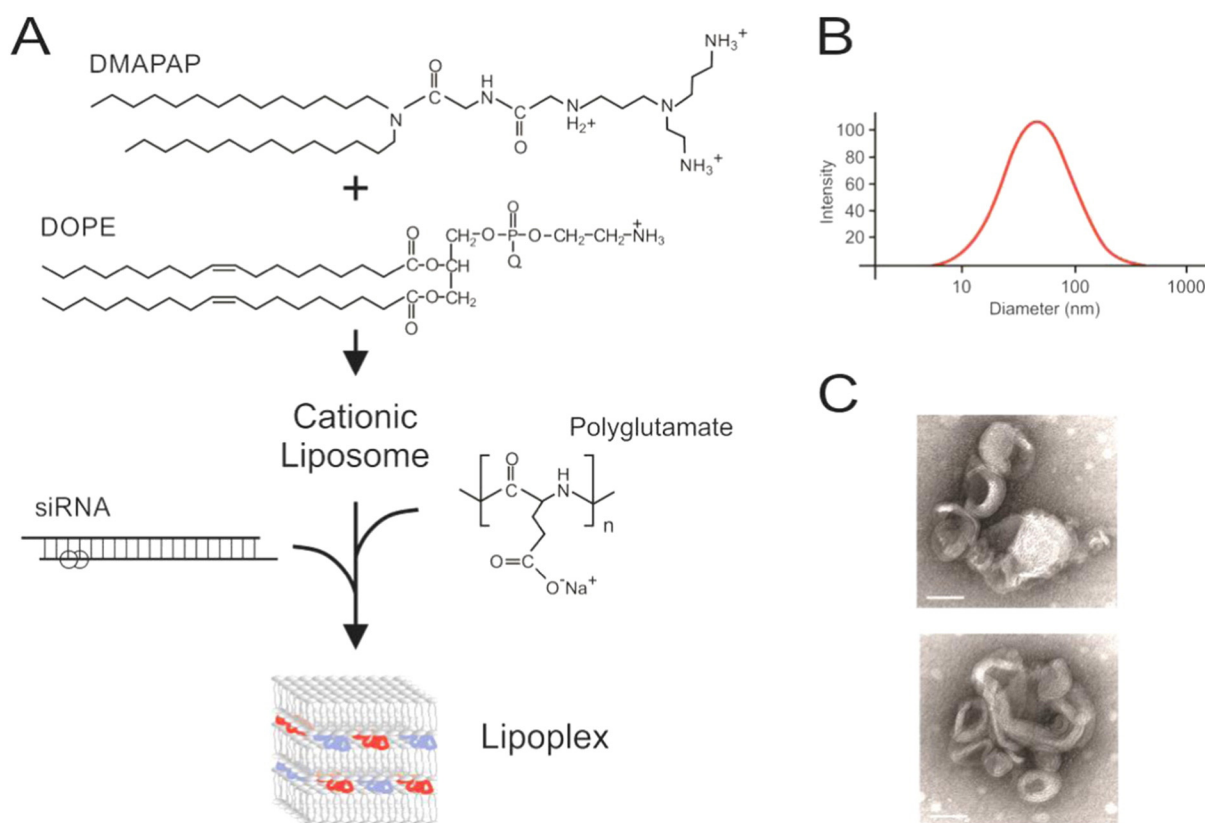 A
DMAPAP
O
N
H
N
O
N
H₂+
N
NH₃⁺
NH₃⁺
+
DOPE
O
C-O-CH
CH₂-O-P-O-CH₂-CH₂-NH₃
O
Q
+
C-O-CH₂
O
Cationic
Liposome
Polyglutamate
O
H
N
n
O
O⁻Na⁺
siRNA
Lipoplex
B
Intensity
100
80
60
40
20
10
100
1000
Diameter (nm)
C